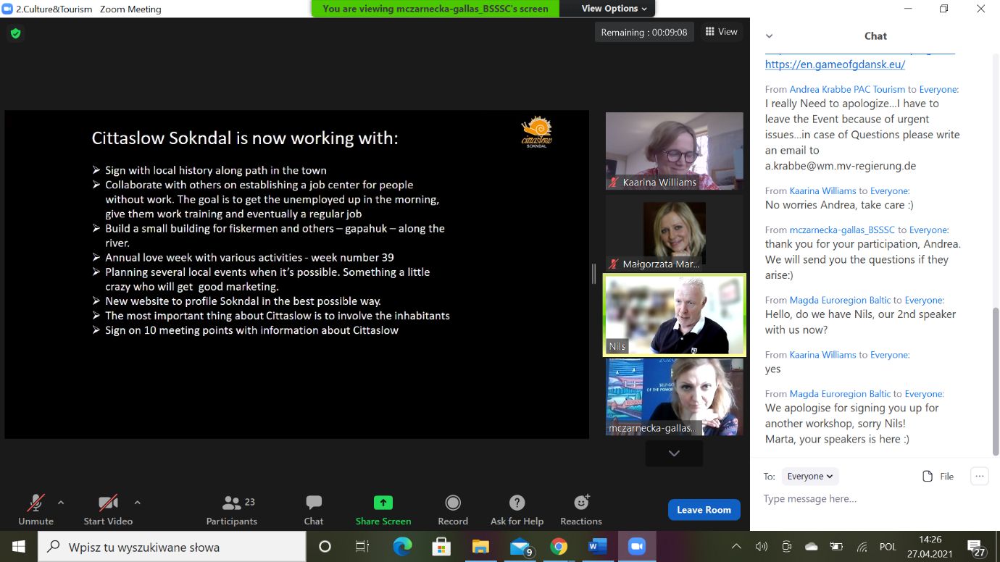 2.Culture&Tourism   Zoom Meeting
You are viewing mczarnecka-gallas_BSSSC's screen
View Options
Remaining : 00:09:08
View
cittaslow
SOKNDAL
Cittaslow Sokndal is now working with:
➢ Sign with local history along path in the town
➢ Collaborate with others on establishing a job center for people
without work. The goal is to get the unemployed up in the morning,
give them work training and eventually a regular job
➢ Build a small building for fiskermen and others – gapahuk – along the
river.
➢ Annual love week with various activities - week number 39
➢ Planning several local events when it's possible. Something a little
crazy who will get  good marketing.
➢ New website to profile Sokndal in the best possible way.
➢ The most important thing about Cittaslow is to involve the inhabitants
➢ Sign on 10 meeting points with information about Cittaslow
Kaarina Williams
Małgorzata Mar...
Nils
OF THE POMOR
mczarnecka-gallas...
Chat
https://en.gameofgdansk.eu/
From Andrea Krabbe PAC Tourism to Everyone:
I really Need to apologize...I have to
leave the Event because of urgent
issues...in case of Questions please write
an email to
a.krabbe@wm.mv-regierung.de
From Kaarina Williams to Everyone:
No worries Andrea, take care :)
From mczarnecka-gallas_BSSSC to Everyone:
thank you for your participation, Andrea.
We will send you the questions if they
arise:)
From Magda Euroregion Baltic to Everyone:
Hello, do we have Nils, our 2nd speaker
with us now?
From Kaarina Williams to Everyone:
yes
From Magda Euroregion Baltic to Everyone:
We apologise for signing you up for
another workshop, sorry Nils!
Marta, your speakers is here :)
To: Everyone
File
Type message here...
Unmute
Start Video
23
Participants
Chat
Share Screen
Record
Ask for Help
Reactions
Leave Room
Wpisz tu wyszukiwane słowa
9
POL
14:26
27.04.2021
27